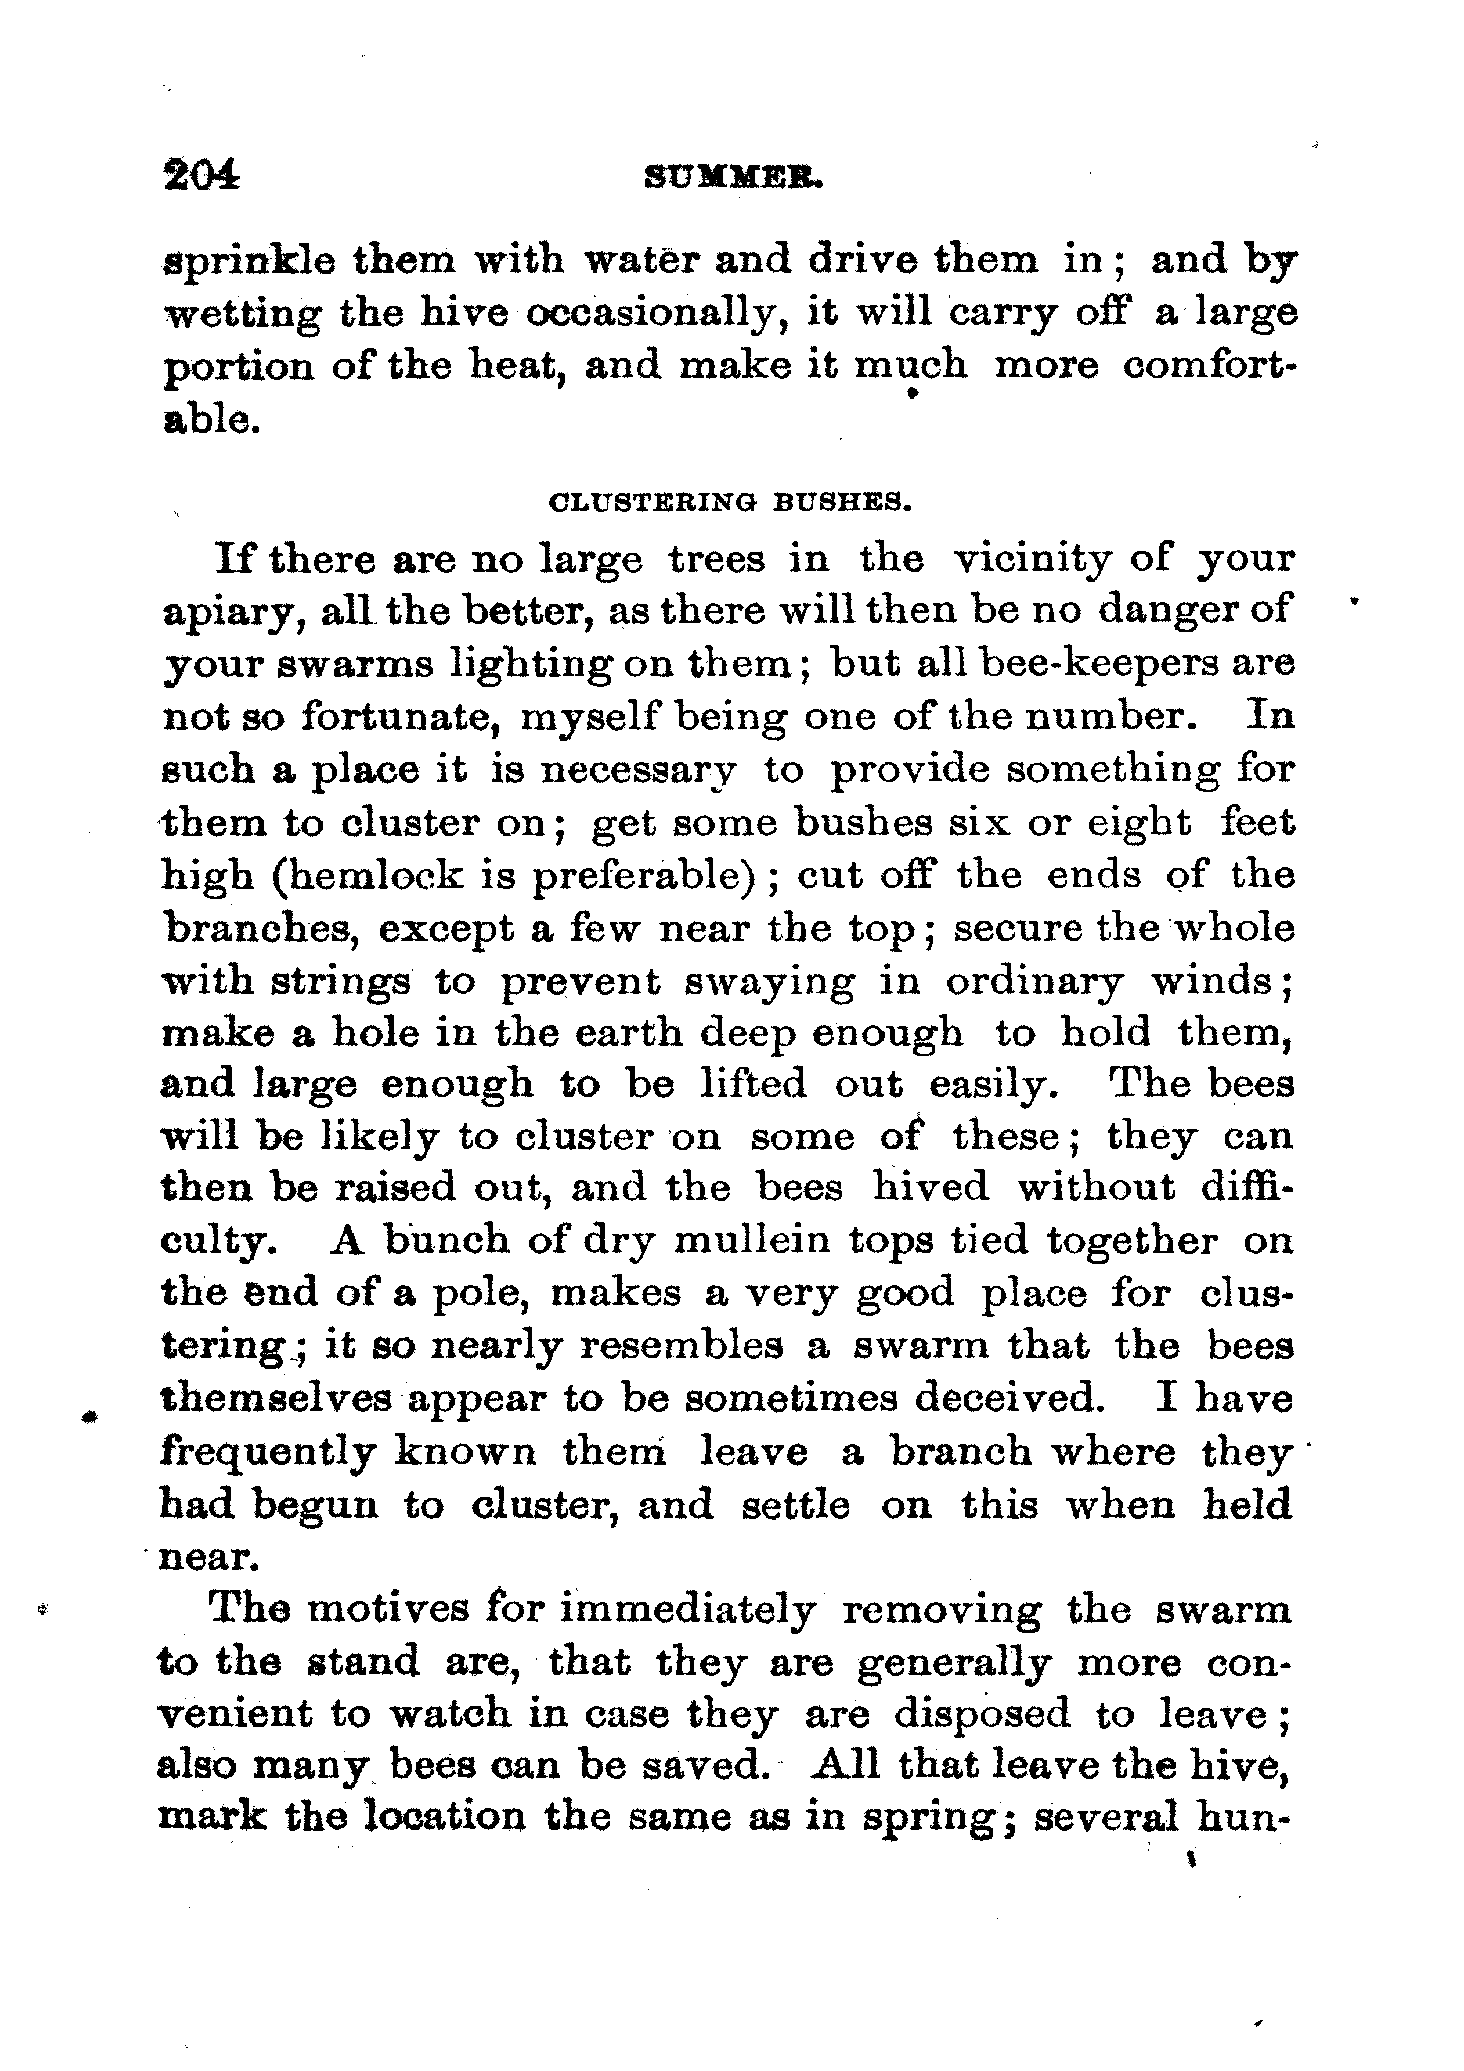 204 SUMMER.
sprinkle them with water and drive them in; and by
wetting the hive occasionally, it will carry off a large
portion of the heat, and make it much more comfort-
able.
CLUSTERING BUSHES.
If there are no large trees in the vicinity of your
apiary, all the better, as there will then be no danger of
your swarms lighting on them; but all bee-keepers are
not so fortunate, myself being one of the number. In
such a place it is necessary to provide something for
them to cluster on; get some bushes six or eight feet
high (hemlock is preferable); cut off the ends of the
branches, except a few near the top; secure the whole
with strings to prevent swaying in ordinary winds;
make a hole in the earth deep enough to hold them,
and large enough to be lifted out easily. The bees
will be likely to cluster on some of these; they can
then be raised out, and the bees hived without diffi-
culty. A bunch of dry mullein tops tied together on
the end of a pole, makes a very good place for clus-
tering; it so nearly resembles a swarm that the bees
themselves appear to be sometimes deceived. I have
frequently known them leave a branch where they
had begun to cluster, and settle on this when held
near.
The motives for immediately removing the swarm
to the stand are, that they are generally more con-
venient to watch in case they are disposed to leave;
also many bees can be saved. All that leave the hive,
mark the location the same as in spring; several hun-